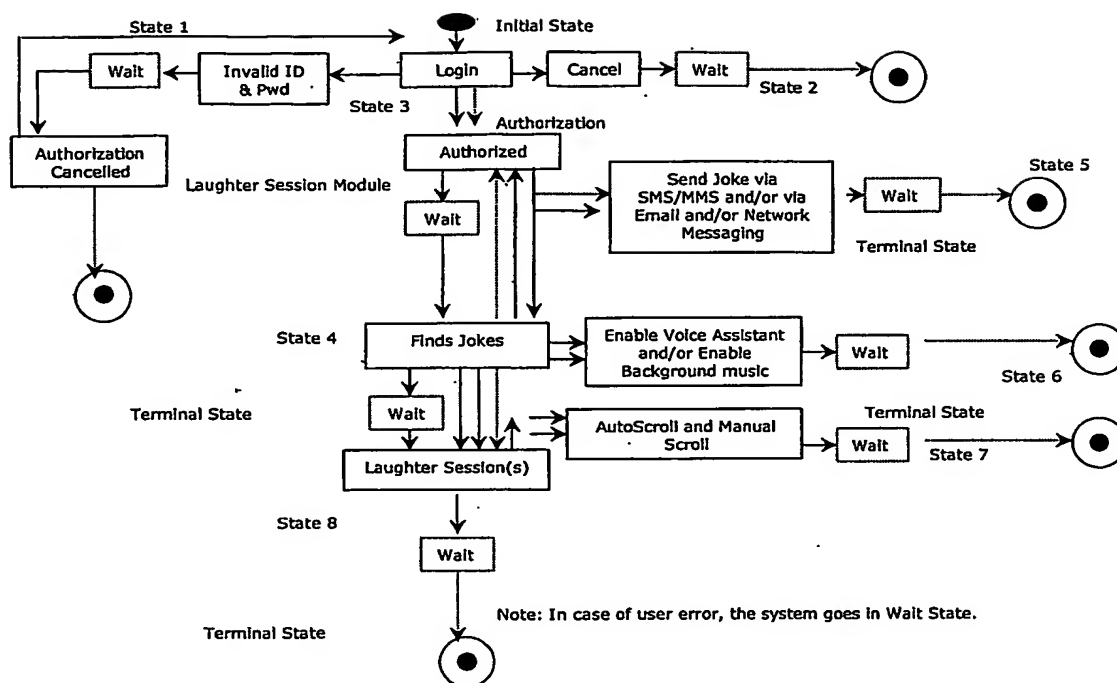 State 1
Initial State
Wait
Invalid ID
& Pwd
Login
Cancel
Wait
State 2
State 3
Authorization
Authorization
Cancelled
Authorized
Laughter Session Module
Wait
Send Joke via
SMS/MMS and/or via
Email and/or Network
Messaging
Wait
State 5
Terminal State
State 4
Finds Jokes
Enable Voice Assistant
and/or Enable
Background music
Wait
State 6
Terminal State
Wait
AutoScroll and Manual
Scroll
Terminal State
Wait
State 7
Laughter Session(s)
State 8
Wait
Note: In case of user error, the system goes in Wait State.
Terminal State